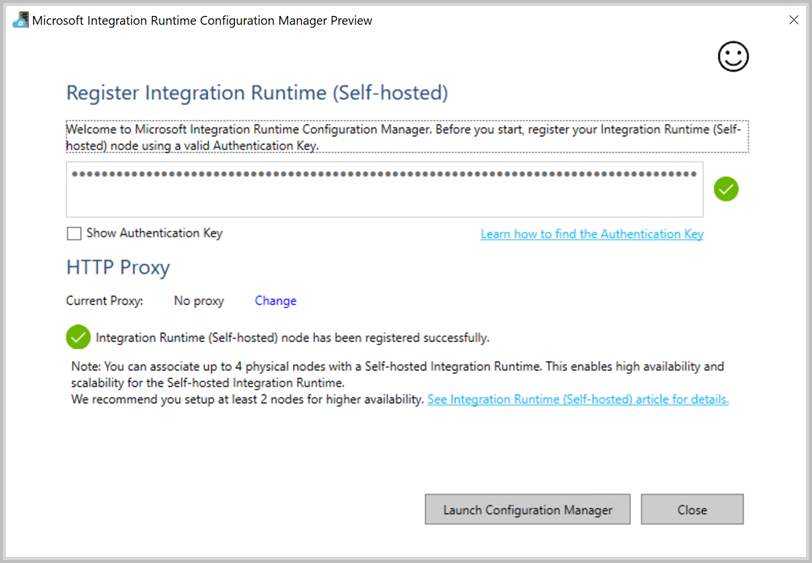 Microsoft Integration Runtime Configuration Manager Preview
Register Integration Runtime (Self-hosted)
Welcome to Microsoft Integration Runtime Configuration Manager. Before you start, register your Integration Runtime (Self-
hosted) node using a valid Authentication Key.
Show Authentication Key
Learn how to find the Authentication Key
HTTP Proxy
Current Proxy: No proxy Change
Integration Runtime (Self-hosted) node has been registered successfully.
Note: You can associate up to 4 physical nodes with a Self-hosted Integration Runtime. This enables high availability and
scalability for the Self-hosted Integration Runtime.
We recommend you setup at least 2 nodes for higher availability. See Integration Runtime (Self-hosted) article for details.
Launch Configuration Manager
Close